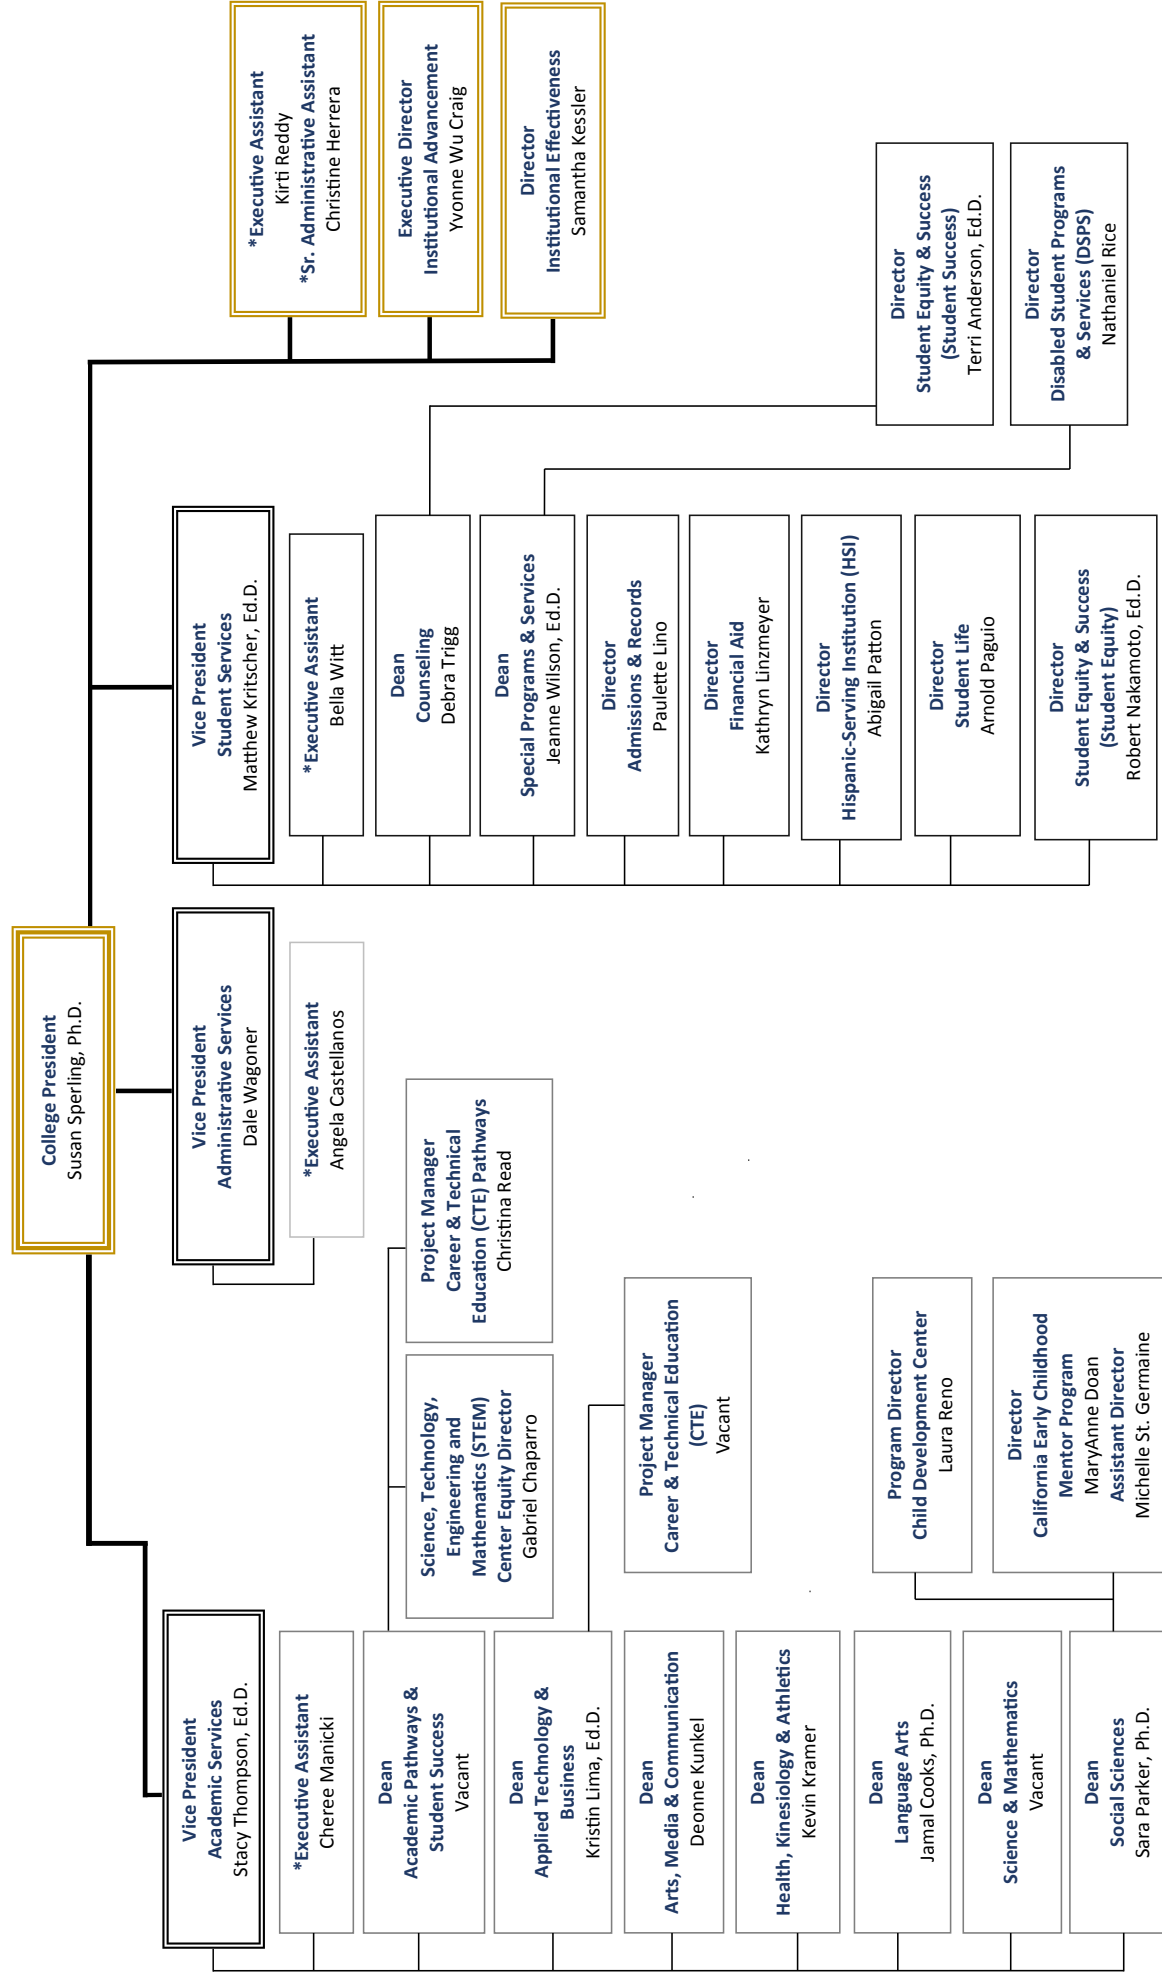 College President
Susan Sperling, Ph.D.
Vice President
Academic Services
Stacy Thompson, Ed.D.
*Executive Assistant
Cheree Manicki
Dean
Academic Pathways &
Student Success
Vacant
Science, Technology,
Engineering and
Mathematics (STEM)
Center Equity Director
Gabriel Chaparro
Project Manager
Career & Technical
Education (CTE) Pathways
Christina Read
Dean
Applied Technology &
Business
Kristin Lima, Ed.D.
Project Manager
Career & Technical Education
(CTE)
Vacant
Dean
Arts, Media & Communication
Deonne Kunkel
Dean
Health, Kinesiology & Athletics
Kevin Kramer
Dean
Language Arts
Jamal Cooks, Ph.D.
Dean
Science & Mathematics
Vacant
Dean
Social Sciences
Sara Parker, Ph.D.
Program Director
Child Development Center
Laura Reno
Director
California Early Childhood
Mentor Program
MaryAnne Doan
Assistant Director
Michelle St. Germaine
Vice President
Administrative Services
Dale Wagoner
*Executive Assistant
Angela Castellanos
Vice President
Student Services
Matthew Kritscher, Ed.D.
*Executive Assistant
Bella Witt
Dean
Counseling
Debra Trigg
Dean
Special Programs & Services
Jeanne Wilson, Ed.D.
Director
Admissions & Records
Paulette Lino
Director
Financial Aid
Kathryn Linzmeyer
Director
Hispanic-Serving Institution (HSI)
Abigail Patton
Director
Student Life
Arnold Paguio
Director
Student Equity & Success
(Student Equity)
Robert Nakamoto, Ed.D.
Director
Student Equity & Success
(Student Success)
Terri Anderson, Ed.D.
Director
Disabled Student Programs
& Services (DSPS)
Nathaniel Rice
*Executive Assistant
Kirti Reddy
*Sr. Administrative Assistant
Christine Herrera
Executive Director
Institutional Advancement
Yvonne Wu Craig
Director
Institutional Effectiveness
Samantha Kessler